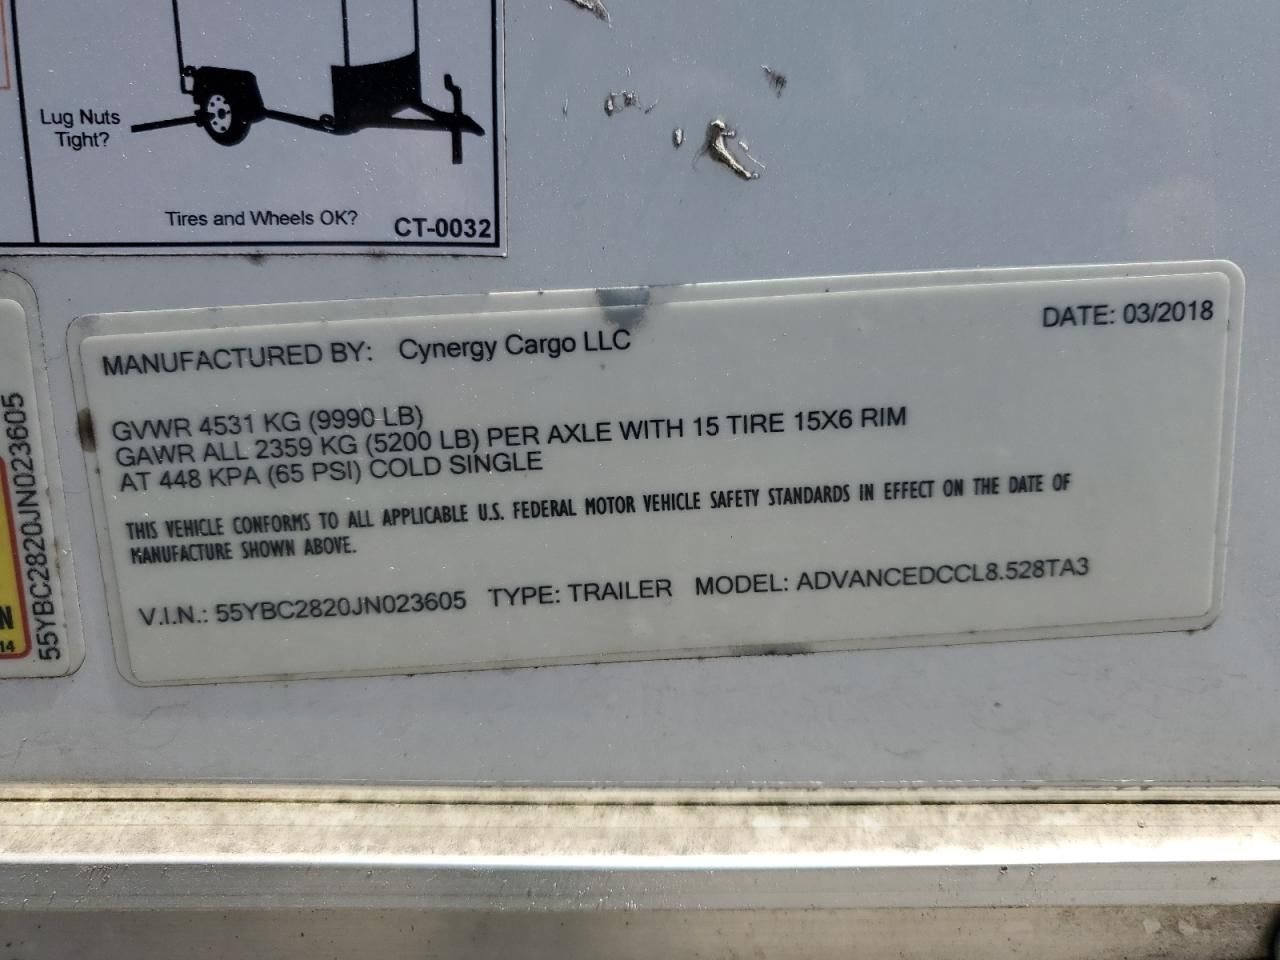 Lug Nuts
Tight?
Tires and Wheels OK?
CT-0032
MANUFACTURED BY: Cynergy Cargo LLC
DATE: 03/2018
GVWR 4531 KG (9990 LB)
GAWR ALL 2359 KG (5200 LB) PER AXLE WITH 15 TIRE 15X6 RIM
AT 448 KPA (65 PSI) COLD SINGLE
THIS VEHICLE CONFORMS TO ALL APPLICABLE U.S. FEDERAL MOTOR VEHICLE SAFETY STANDARDS IN EFFECT ON THE DATE OF
MANUFACTURE SHOWN ABOVE.
V.I.N.: 55YBC2820JN023605 TYPE: TRAILER MODEL: ADVANCEDCCL8.528TA3
55YBC2820JN023605
N
14